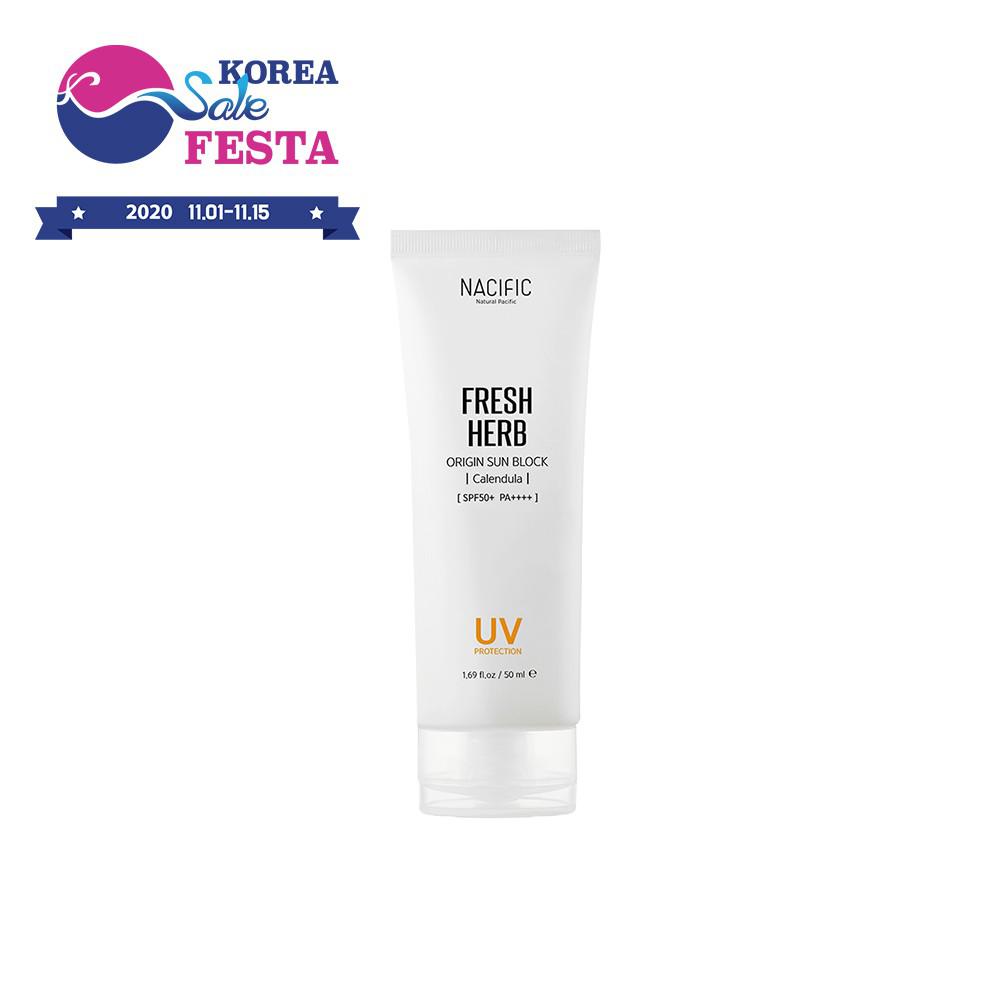 KOREA
Sale
FESTA
2020 11.01-11.15
NACIFIC
Natural Pacific
FRESH
HERB
ORIGIN SUN BLOCK
| Calendula |
[ SPF50+ PA++++ ]
UV
PROTECTION
1.69 fl.oz / 50 ml ℮